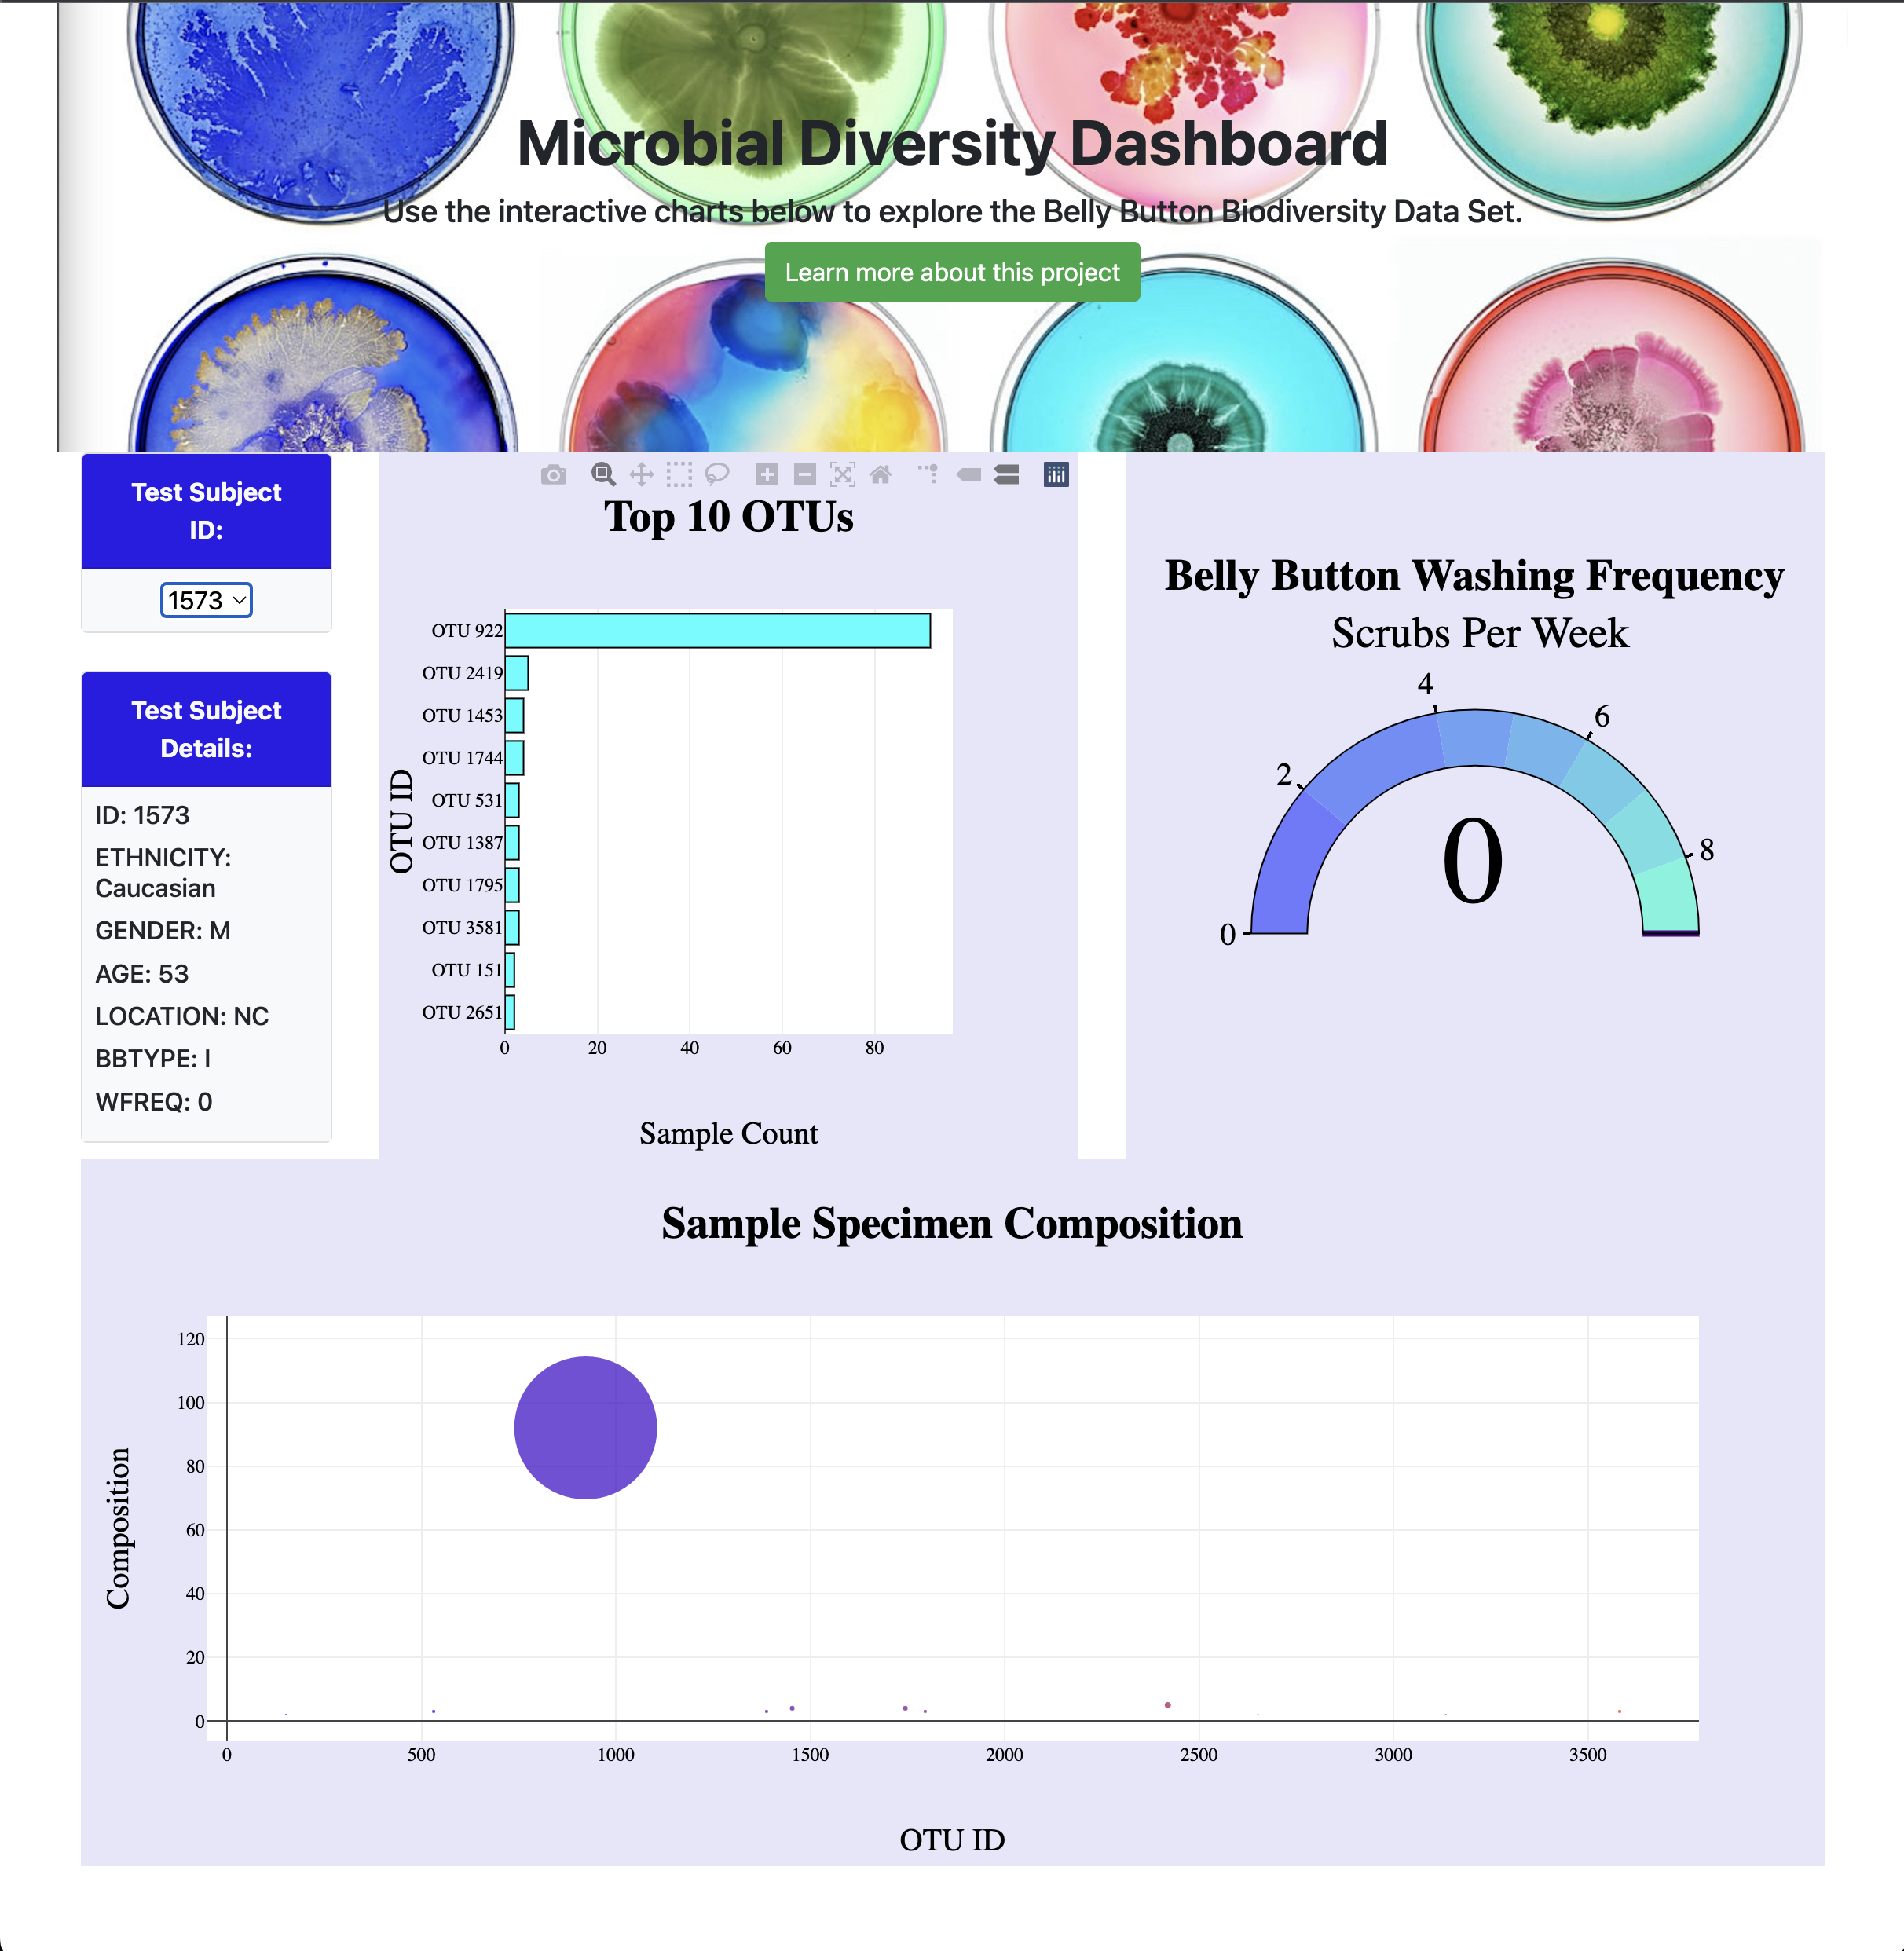 Microbial Diversity Dashboard
Use the interactive charts below to explore the Belly Button Biodiversity Data Set.
Learn more about this project
Test Subject
ID:
1573
Test Subject
Details:
ID: 1573
ETHNICITY:
Caucasian
GENDER: M
AGE: 53
LOCATION: NC
BBTYPE: I
WFREQ: 0
Top 10 OTUs
OTU ID
OTU 922
OTU 2419
OTU 1453
OTU 1744
OTU 531
OTU 1387
OTU 1795
OTU 3581
OTU 151
OTU 2651
0 20 40 60 80
Sample Count
Belly Button Washing Frequency
Scrubs Per Week
0 2 4 6 8
0
Sample Specimen Composition
Composition
120
100
80
60
40
20
0
0 500 1000 1500 2000 2500 3000 3500
OTU ID